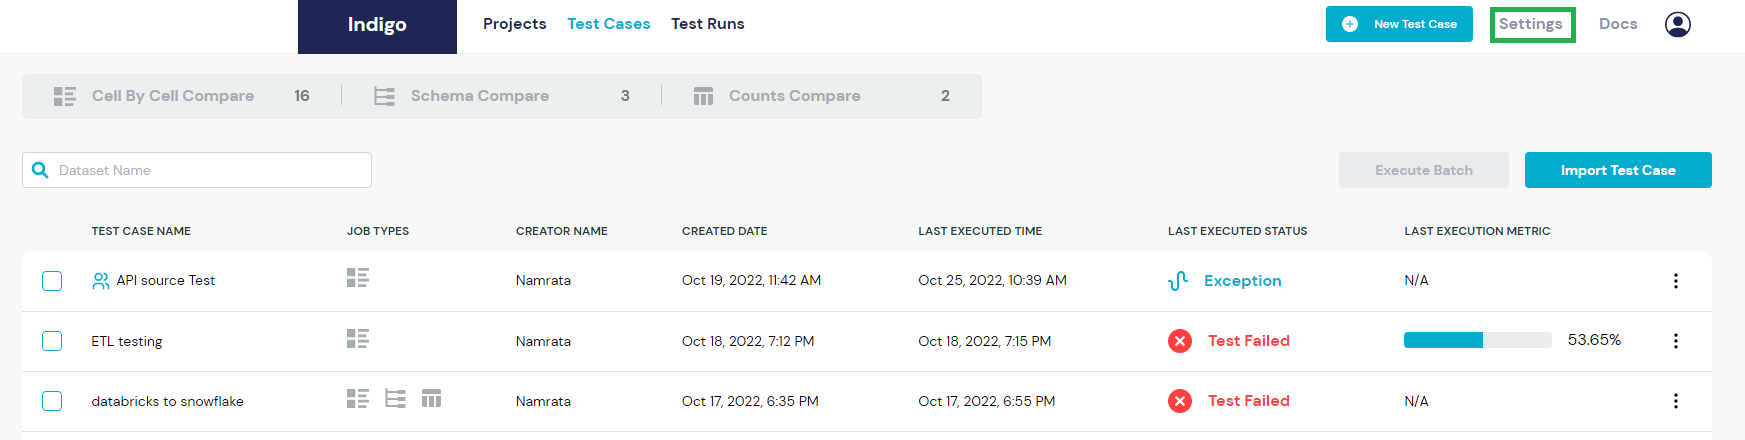 Indigo Projects Test Cases Test Runs New Test Case Settings Docs
Cell By Cell Compare 16 Schema Compare 3 Counts Compare 2
Dataset Name Execute Batch Import Test Case
TEST CASE NAME JOB TYPES CREATOR NAME CREATED DATE LAST EXECUTED TIME LAST EXECUTED STATUS LAST EXECUTION METRIC
API source Test Namrata Oct 19, 2022, 11:42 AM Oct 25, 2022, 10:39 AM Exception N/A
ETL testing Namrata Oct 18, 2022, 7:12 PM Oct 18, 2022, 7:15 PM Test Failed 53.65%
databricks to snowflake Namrata Oct 17, 2022, 6:35 PM Oct 17, 2022, 6:55 PM Test Failed N/A